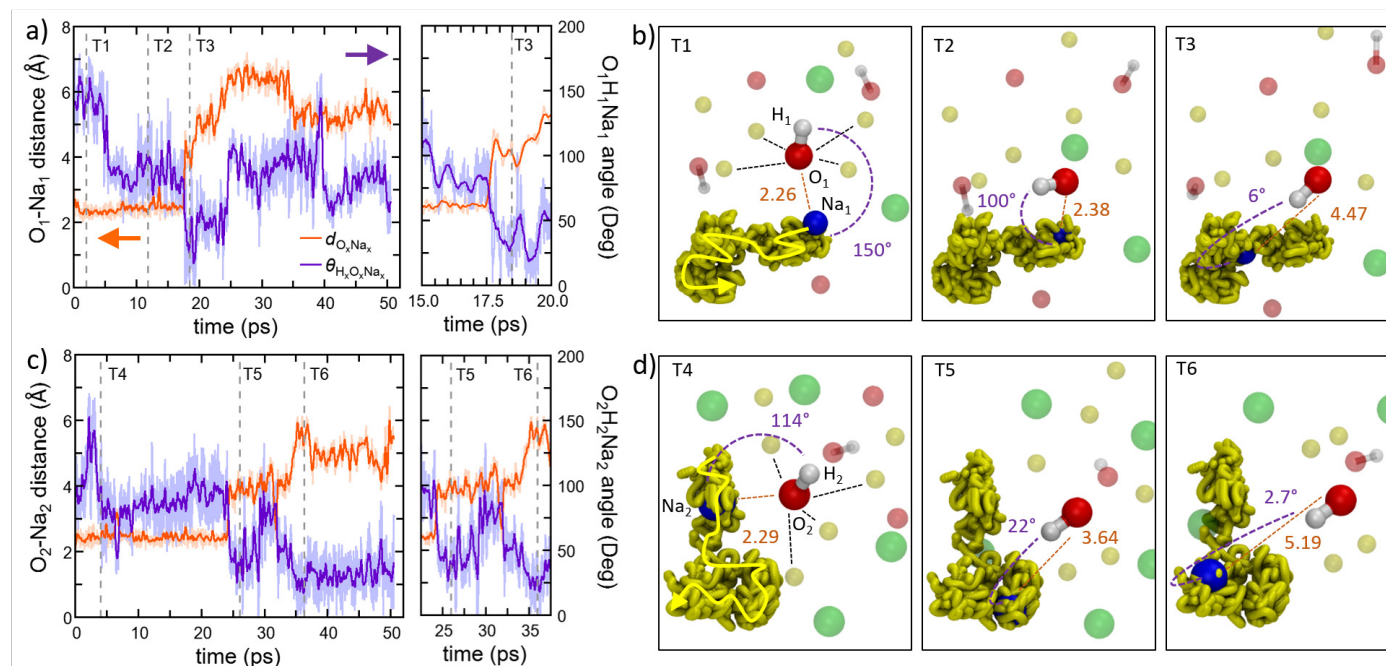 a)
T1
T2
T3
O1-Na1 distance (Å)
8
6
4
2
0
0
10
20
30
40
50
time (ps)
dOxNax
θHxOxNax
T3
200
150
100
50
0
O1H1Na1 angle (Deg)
15.0
17.5
20.0
time (ps)
b)
T1
H1
O1
2.26
Na1
150°
T2
100°
2.38
T3
6°
4.47
c)
T4
T5
T6
O2-Na2 distance (Å)
8
6
4
2
0
0
10
20
30
40
50
time (ps)
T5
T6
200
150
100
50
0
O2H2Na2 angle (Deg)
25
30
35
time (ps)
d)
T4
114°
H2
Na2
O2
2.29
T5
22°
3.64
T6
2.7°
5.19